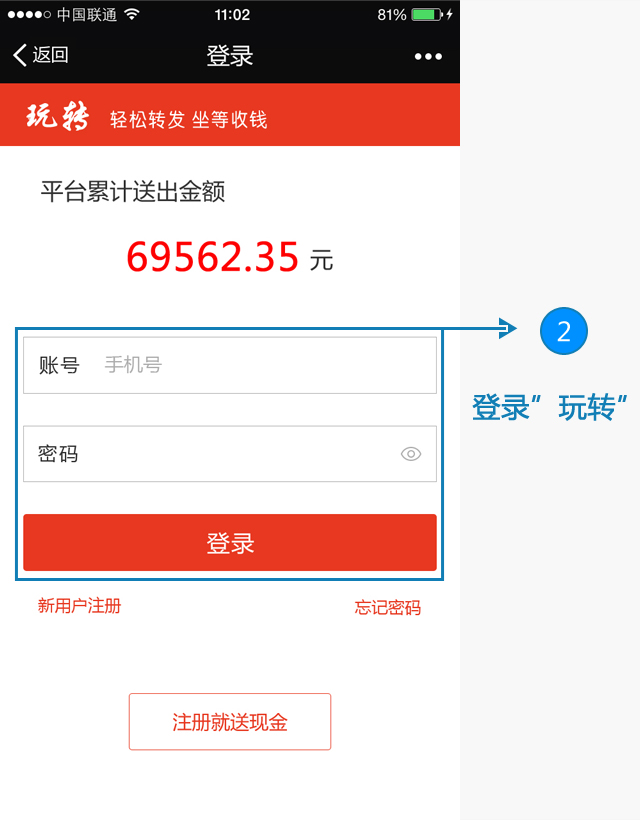 中国联通 11:02 81%
返回 登录
玩转 轻松转发 坐等收钱
平台累计送出金额
69562.35 元
2
账号 手机号
登录”玩转”
密码
登录
新用户注册 忘记密码
注册就送现金